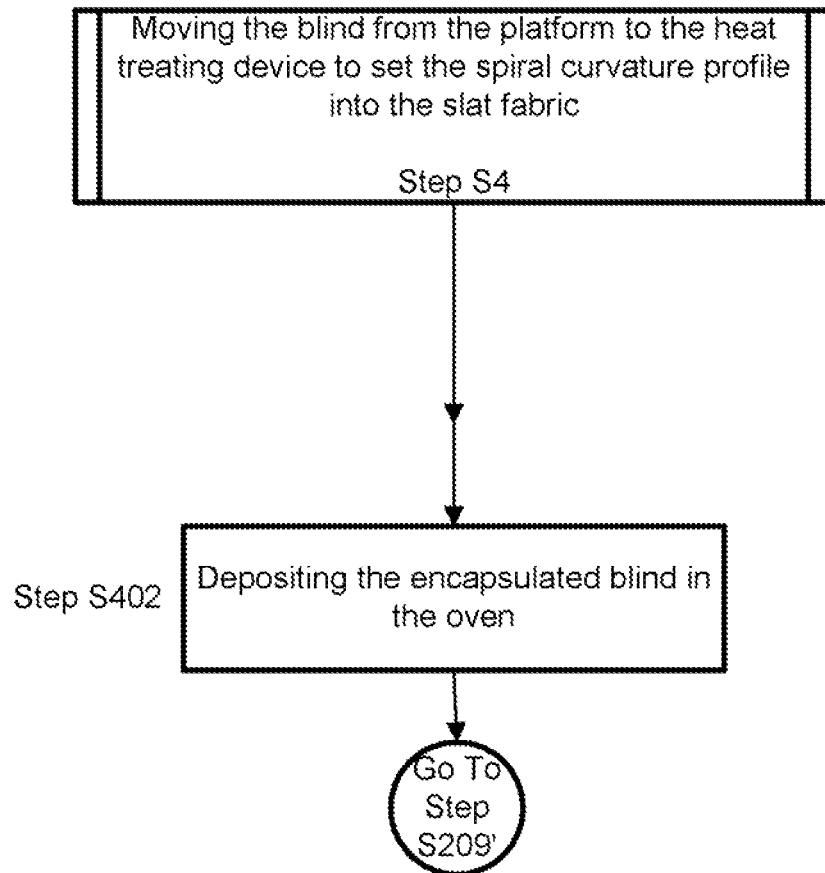 Moving the blind from the platform to the heat
treating device to set the spiral curvature profile
into the slat fabric
Step S4
Step S402
Depositing the encapsulated blind in
the oven
Go To
Step
S209'